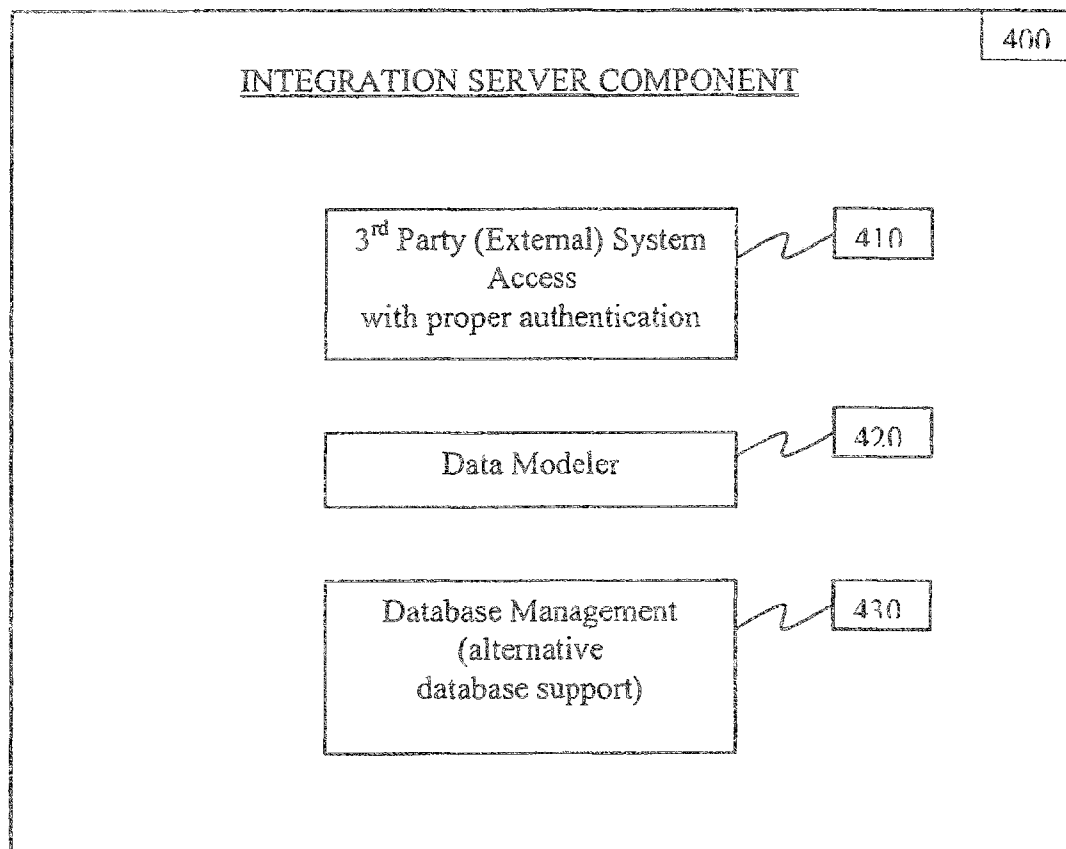 400
INTEGRATION SERVER COMPONENT
3rd Party (External) System
Access
with proper authentication
410
Data Modeler
420
Database Management
(alternative
database support)
430